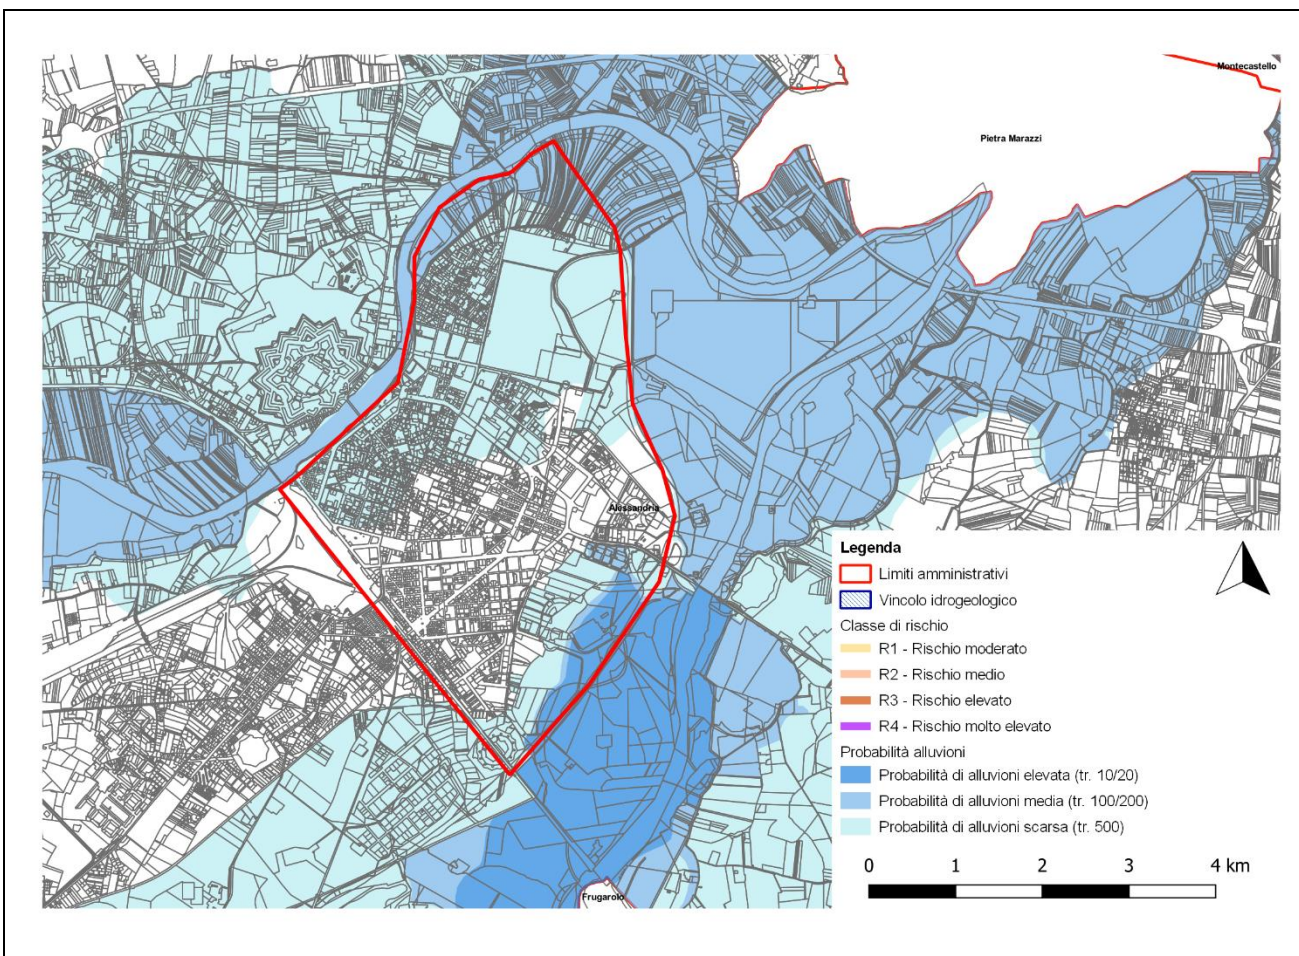 Montecastello
Pietra Marazzi
Alessandria
Frugarolo
Legenda
Limiti amministrativi
Vincolo idrogeologico
Classe di rischio
R1 - Rischio moderato
R2 - Rischio medio
R3 - Rischio elevato
R4 - Rischio molto elevato
Probabilità alluvioni
Probabilità di alluvioni elevata (tr. 10/20)
Probabilità di alluvioni media (tr. 100/200)
Probabilità di alluvioni scarsa (tr. 500)
0 1 2 3 4 km